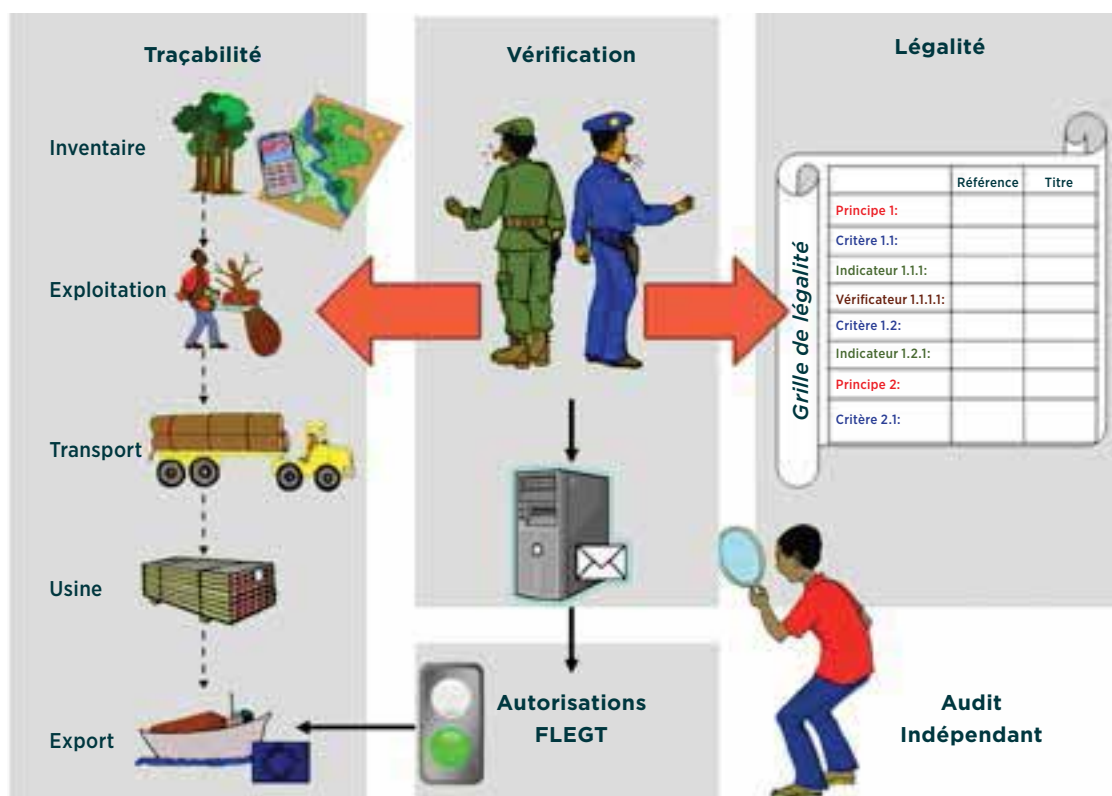 Traçabilité
Inventaire
Exploitation
Transport
Usine
Export
Vérification
Autorisations
FLEGT
Légalité
Grille de légalité
Référence Titre
Principe 1:
Critère 1.1:
Indicateur 1.1.1:
Vérificateur 1.1.1.1:
Critère 1.2:
Indicateur 1.2.1:
Principe 2:
Critère 2.1:
Audit
Indépendant